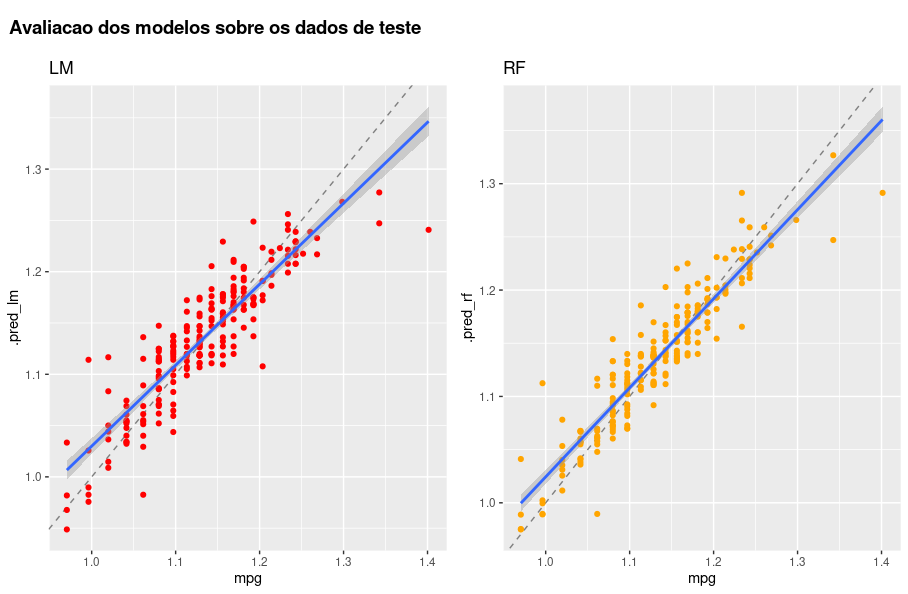 Avaliacao dos modelos sobre os dados de teste
LM
.pred_lm
1.3
1.2
1.1
1.0
1.0 1.1 1.2 1.3 1.4
mpg
RF
.pred_rf
1.3
1.2
1.1
1.0
1.0 1.1 1.2 1.3 1.4
mpg